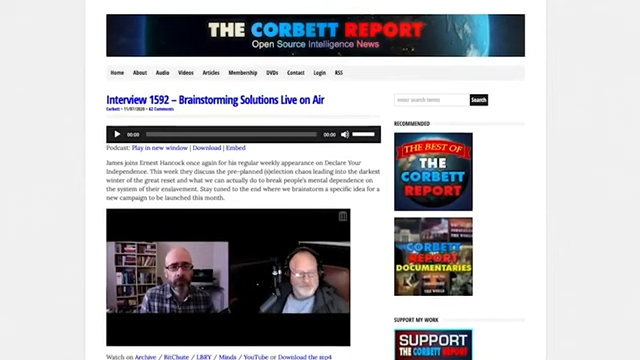 THE CORBETT REPORT
Open Source Intelligence News
Home About Audio Videos Articles Membership DVDs Contact Login RSS
Interview 1592 – Brainstorming Solutions Live on Air
Corbett • 11/07/2020 • 62 Comments
00:00 00:00
Podcast: Play in new window | Download | Embed
James joins Ernest Hancock once again for his regular weekly appearance on Declare Your
Independence. This week they discuss the pre-planned (s)election chaos leading into the darkest
winter of the great reset and what we can actually do to break people's mental dependence on
the system of their enslavement. Stay tuned to the end where we brainstorm a specific idea for a
new campaign to be launched this month.
Watch on Archive / BitChute / LBRY / Minds / YouTube or Download the mp4
enter search terms Search
RECOMMENDED
THE BEST OF
THE
CORBETT
REPORT
CORBETT
REPORT
DOCUMENTARIES
SUPPORT MY WORK
SUPPORT
THE CORBETT REPORT